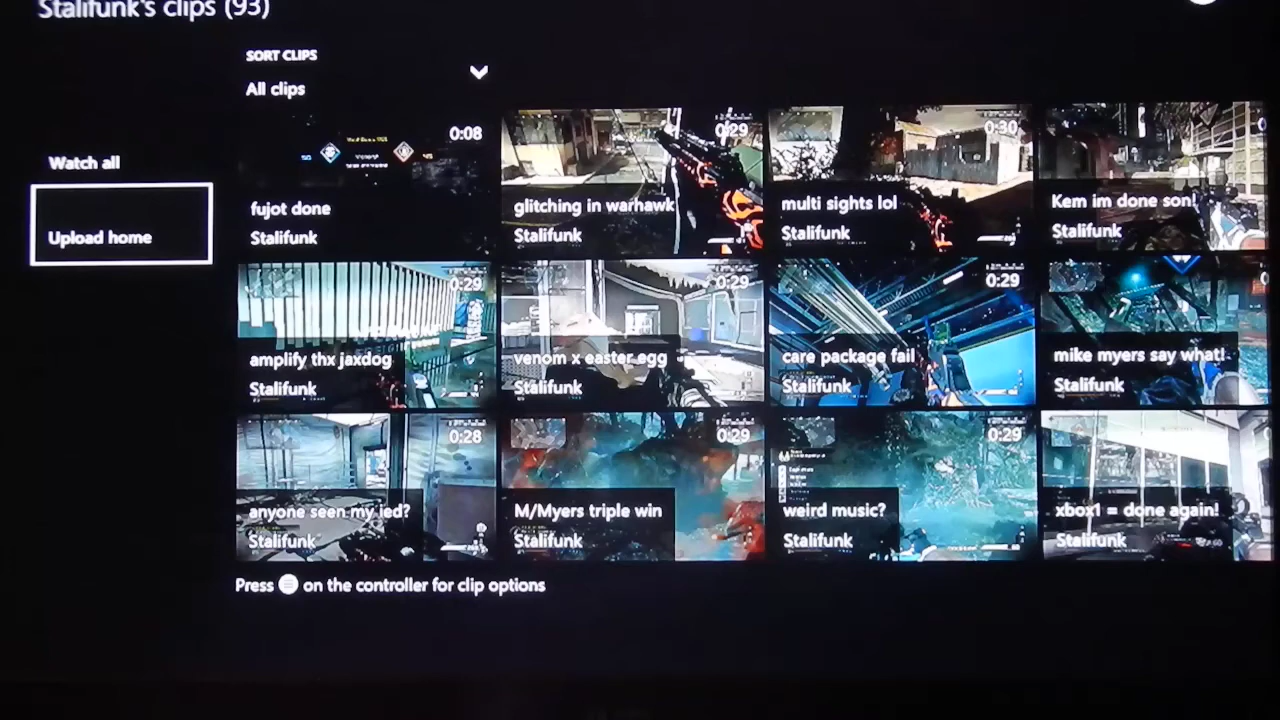 Stalifunk's clips (93)
SORT CLIPS
All clips
Watch all
Upload home
0:08
fujot done
Stalifunk
0:29
glitching in warhawk
Stalifunk
0:30
multi sights lol
Stalifunk
Kem im done son!
Stalifunk
0:29
amplify thx jaxdog
Stalifunk
0:29
venom x easter egg
Stalifunk
0:29
care package fail
Stalifunk
mike myers say what!
Stalifunk
0:28
anyone seen my ied?
Stalifunk
0:29
M/Myers triple win
Stalifunk
0:29
weird music?
Stalifunk
xbox1 = done again!
Stalifunk
Press on the controller for clip options